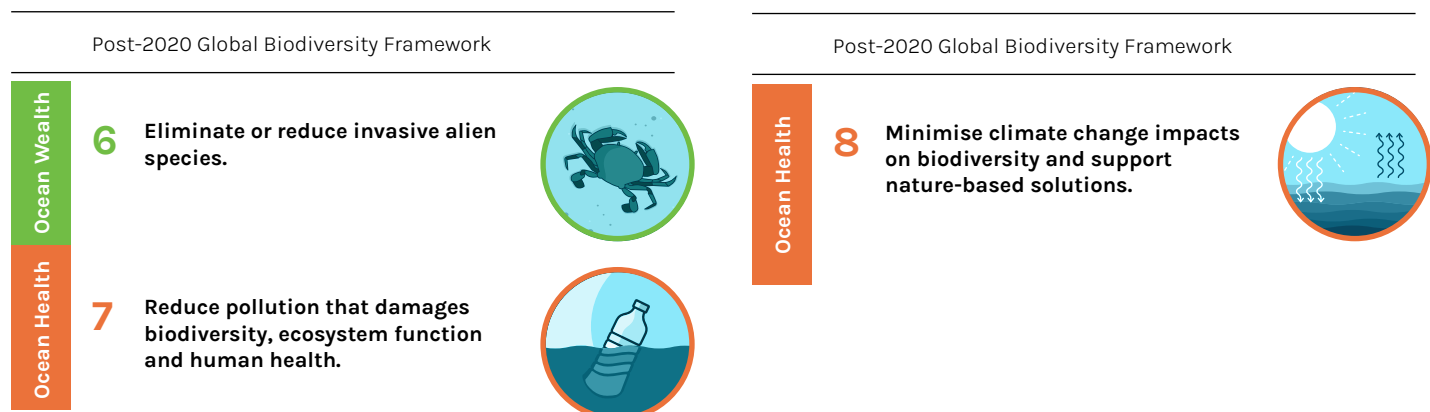 Post-2020 Global Biodiversity Framework
Ocean Wealth
6
Eliminate or reduce invasive alien
species.
Ocean Health
7
Reduce pollution that damages
biodiversity, ecosystem function
and human health.
Post-2020 Global Biodiversity Framework
Ocean Health
8
Minimise climate change impacts
on biodiversity and support
nature-based solutions.